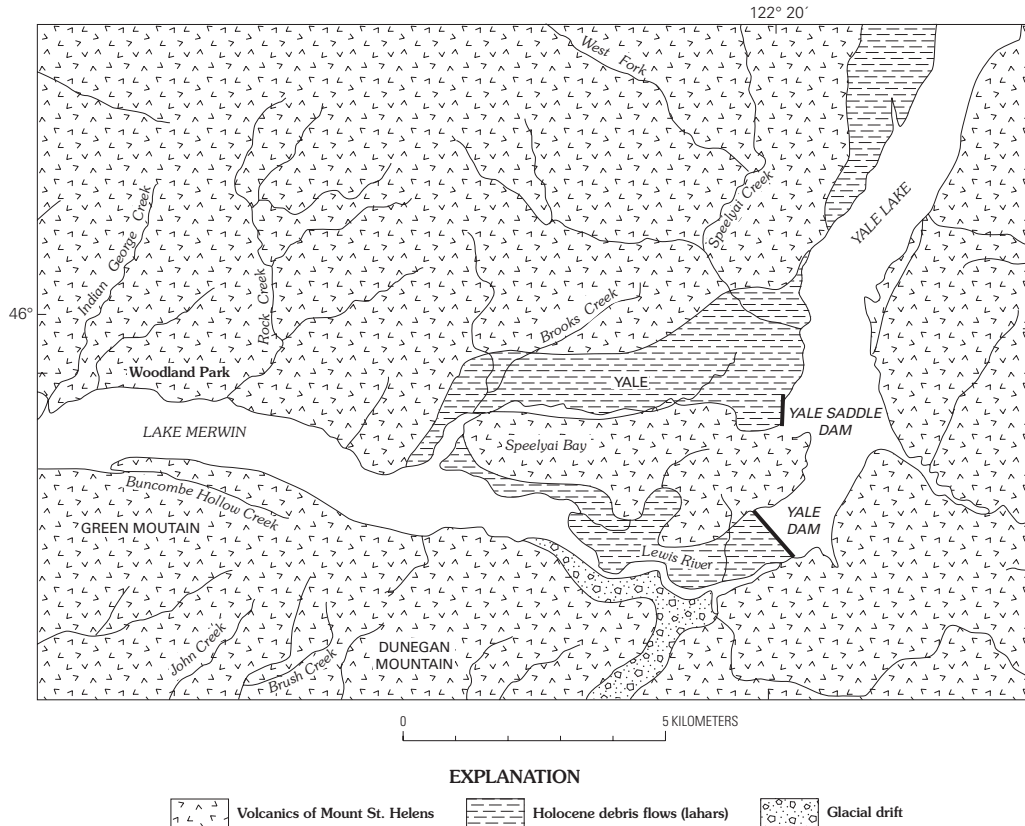 122° 20´
West Fork
Speelyai Creek
YALE LAKE
Indian George Creek
Rock Creek
46°
Brooks Creek
Woodland Park
YALE
LAKE MERWIN
YALE SADDLE
DAM
Speelyai Bay
Buncombe Hollow Creek
GREEN MOUTAIN
YALE
DAM
Lewis River
John Creek
Brush Creek
DUNEGAN
MOUNTAIN
0 5 KILOMETERS
EXPLANATION
Volcanics of Mount St. Helens Holocene debris flows (lahars) Glacial drift